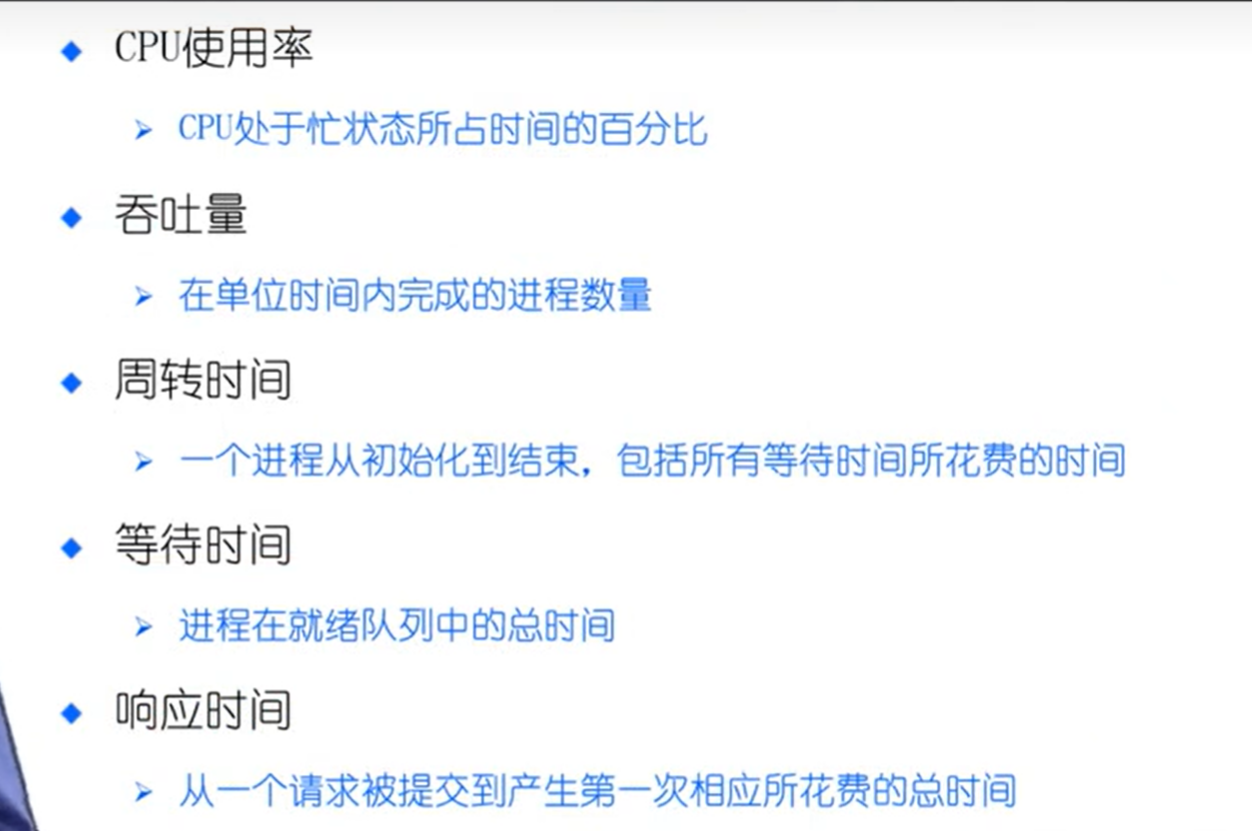 CPU使用率
CPU处于忙状态所占时间的百分比
吞吐量
在单位时间内完成的进程数量
周转时间
一个进程从初始化到结束，包括所有等待时间所花费的时间
等待时间
进程在就绪队列中的总时间
响应时间
从一个请求被提交到产生第一次相应所花费的总时间